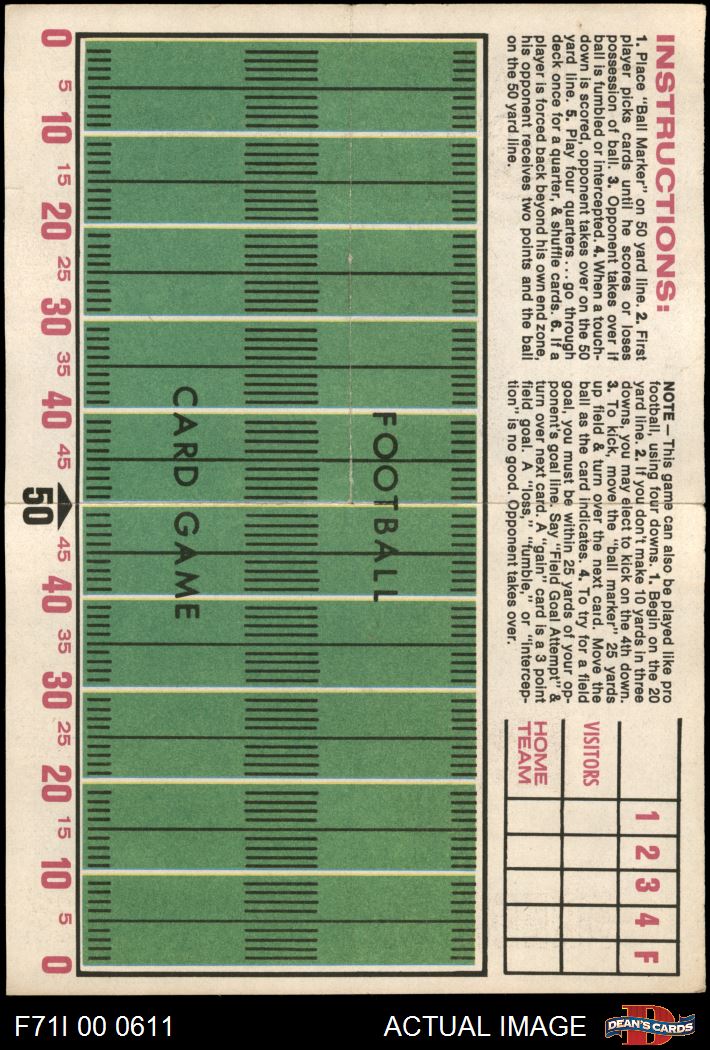 INSTRUCTIONS:
1. Place "Ball Marker" on 50 yard line. 2. First
player picks cards until he scores or loses
possession of ball. 3. Opponent takes over if
ball is fumbled or intercepted. 4. When a touch-
down is scored, opponent takes over on the 50
yard line. 5. Play four quarters...go through
deck once for a quarter, & shuffle cards. 6. If a
player is forced back beyond his own end zone,
his opponent receives two points and the ball
on the 50 yard line.
NOTE — This game can also be played like pro
football, using four downs. 1. Begin on the 20
yard line. 2. If you don't make 10 yards in three
downs, you may elect to kick on the 4th down.
3. To kick, move the "ball marker" 25 yards
up field & turn over the next card. Move the
ball as the card indicates. 4. To try for a field
goal, you must be within 25 yards of your op-
ponent's goal line. Say "Field Goal Attempt" &
turn over next card. A "gain" card is a 3 point
field goal. A "loss," "fumble," or "intercep-
tion" is no good. Opponent takes over.
1 2 3 4 F
VISITORS
HOME
TEAM
FOOTBALL
CARD GAME
0 5 10 15 20 25 30 35 40 45 50 45 40 35 30 25 20 15 10 5 0
F71I 00 0611
ACTUAL IMAGE
D
DEAN'S CARDS